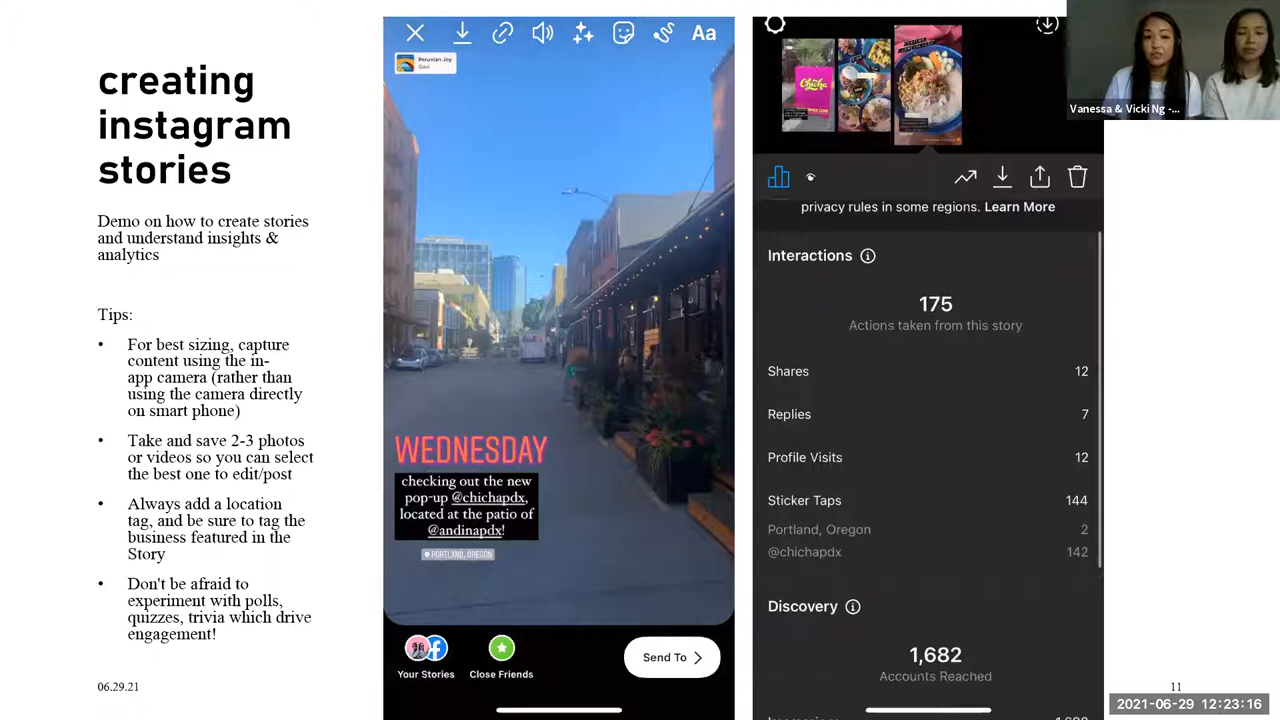 creating
instagram
stories
Demo on how to create stories
and understand insights &
analytics
Tips:
• For best sizing, capture
content using the in-
app camera (rather than
using the camera directly
on smart phone)
• Take and save 2-3 photos
or videos so you can select
the best one to edit/post
• Always add a location
tag, and be sure to tag the
business featured in the
Story
• Don't be afraid to
experiment with polls,
quizzes, trivia which drive
engagement!
06.29.21
Aa
Peruvian Joy
Gavi
WEDNESDAY
checking out the new
pop-up @chichapdx,
located at the patio of
@andinapdx!
PORTLAND, OREGON
Your Stories
Close Friends
Send To
Chicha
privacy rules in some regions. Learn More
Interactions
175
Actions taken from this story
Shares 12
Replies 7
Profile Visits 12
Sticker Taps 144
Portland, Oregon 2
@chichapdx 142
Discovery
1,682
Accounts Reached
Vanessa & Vicki Ng -...
11
2021-06-29 12:23:16